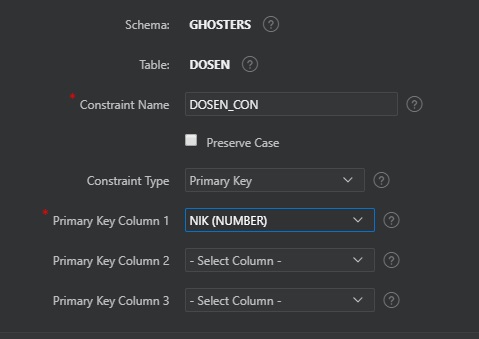 Schema: GHOSTERS ?
Table: DOSEN ?
* Constraint Name DOSEN_CON ?
Preserve Case
Constraint Type Primary Key ?
* Primary Key Column 1 NIK (NUMBER) ?
Primary Key Column 2 - Select Column - ?
Primary Key Column 3 - Select Column - ?